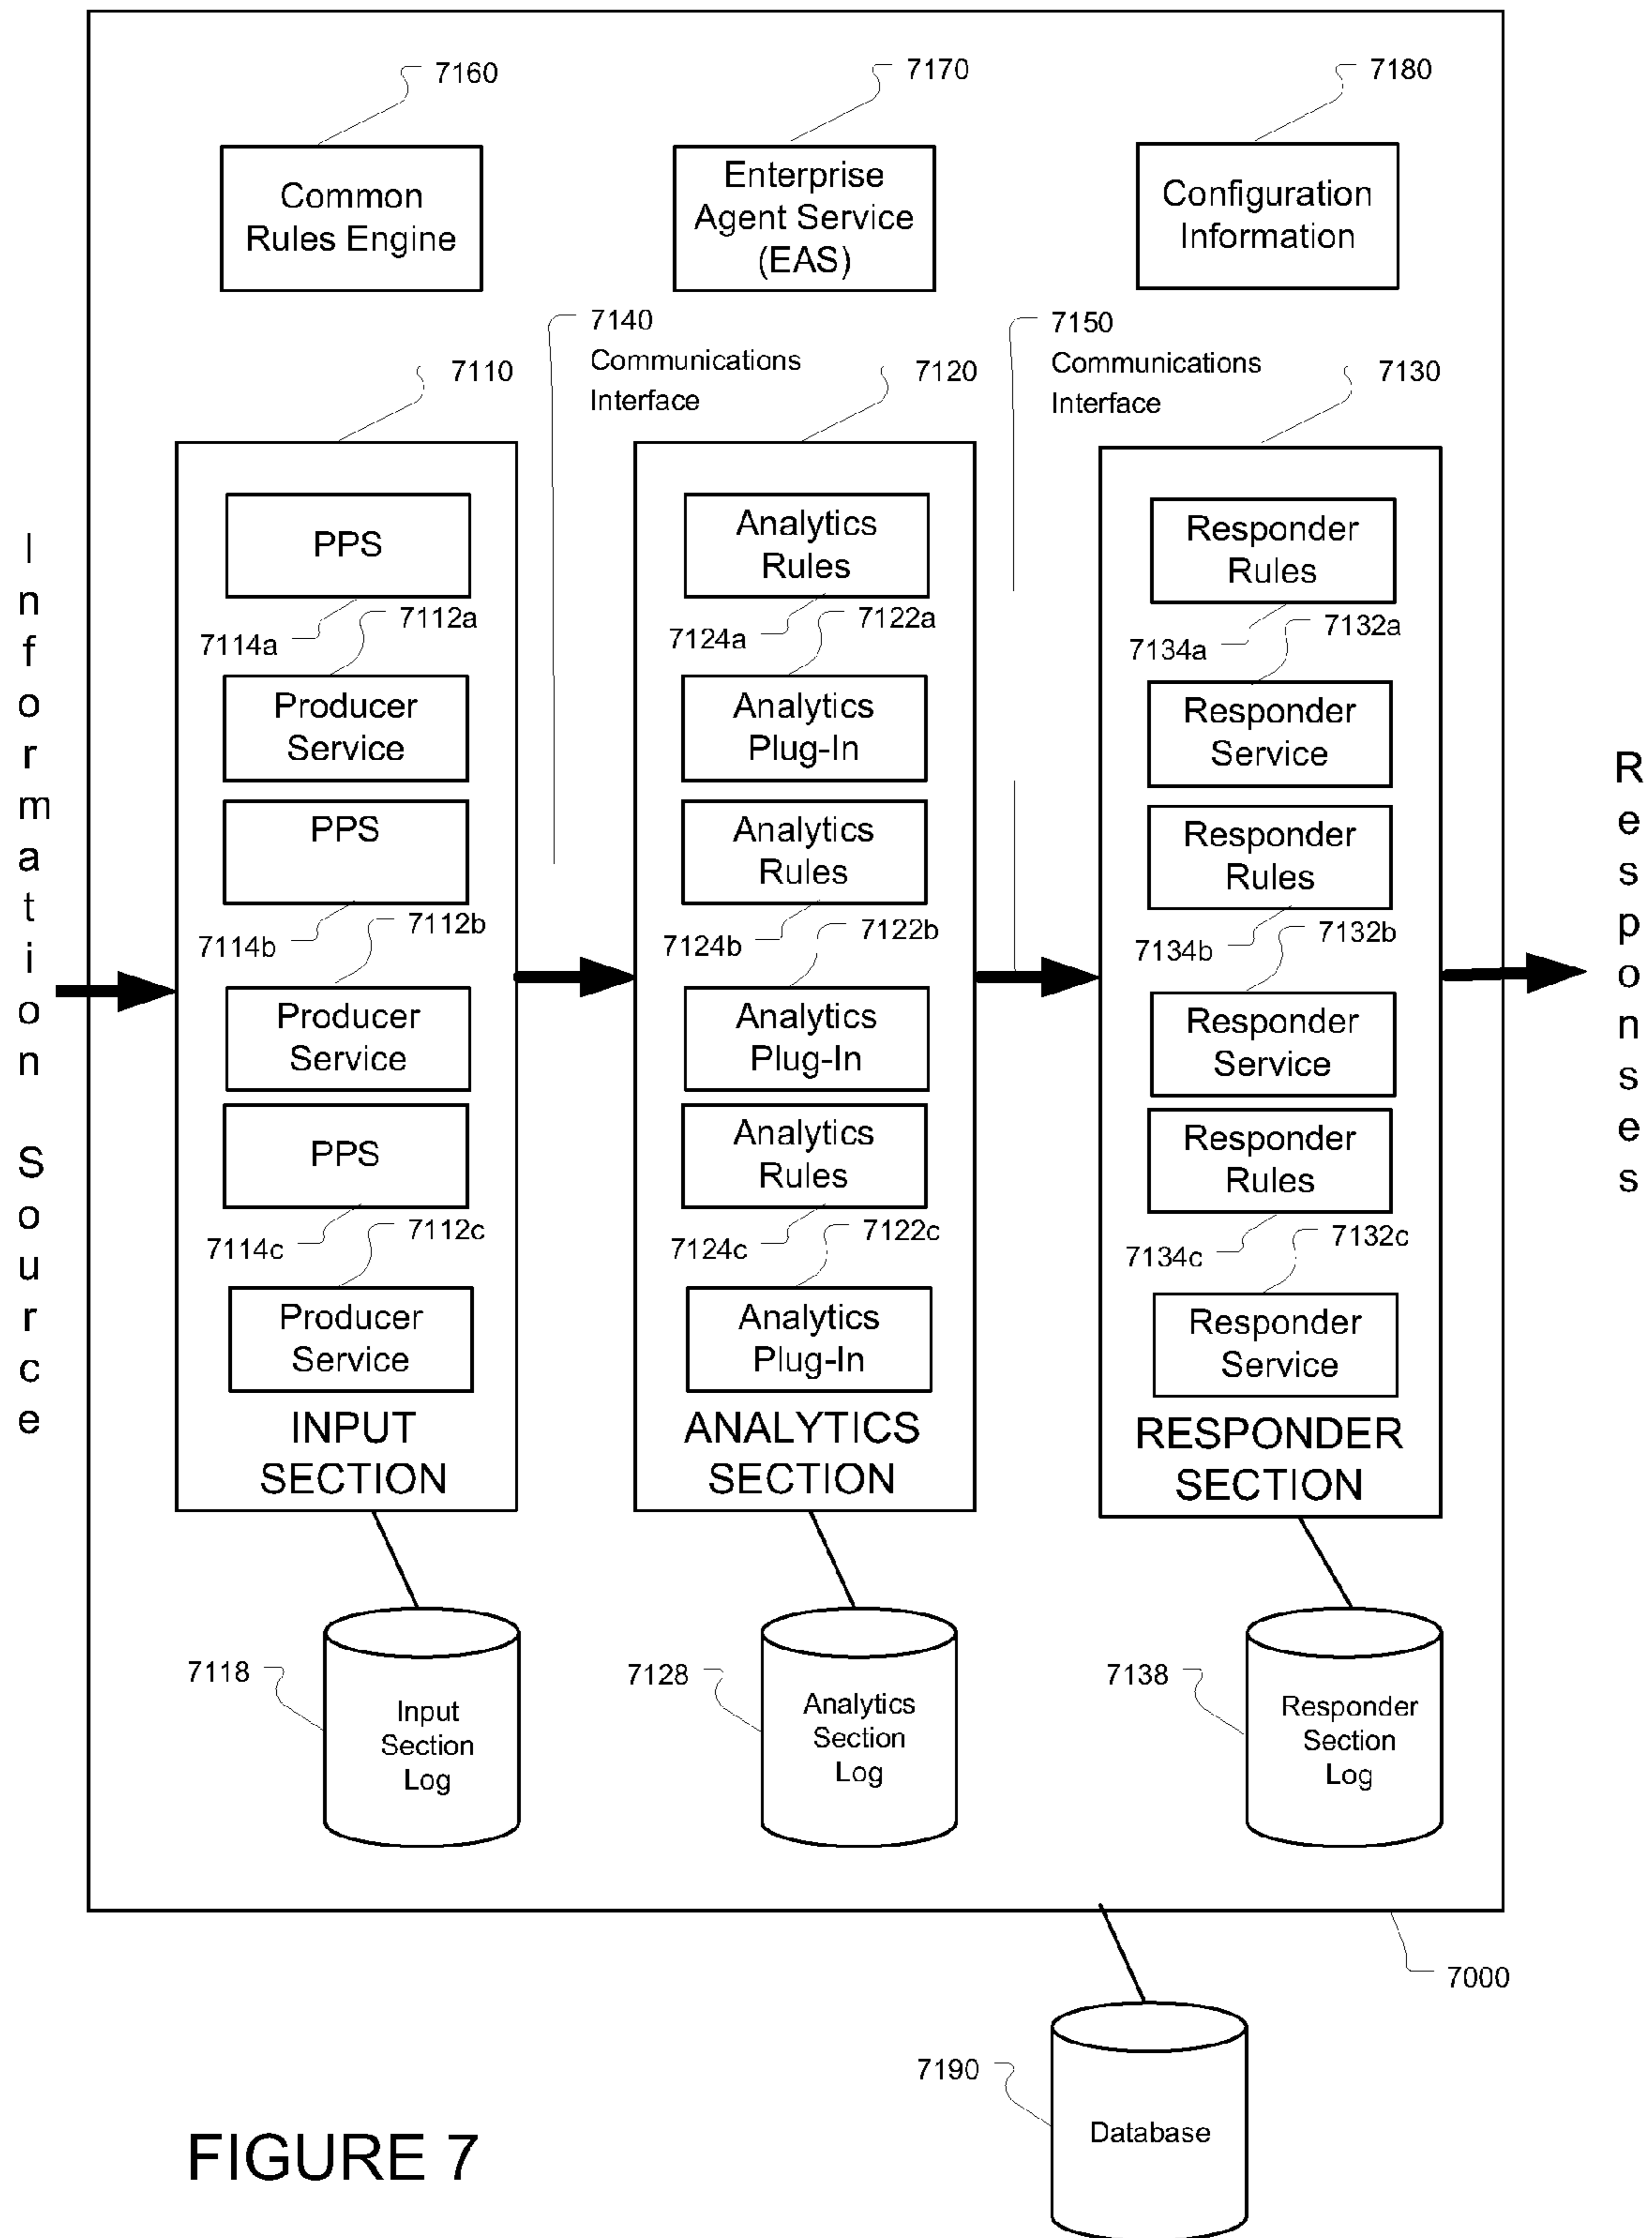 7160
7170
7180
Common
Rules Engine
Enterprise
Agent Service
(EAS)
Configuration
Information
7140
Communications
Interface
7150
Communications
Interface
7110
7120
7130
Information Source
PPS
7114a
7112a
Producer
Service
PPS
7114b
7112b
Producer
Service
PPS
7114c
7112c
Producer
Service
INPUT
SECTION
Analytics
Rules
7124a
7122a
Analytics
Plug-In
Analytics
Rules
7124b
7122b
Analytics
Plug-In
Analytics
Rules
7124c
7122c
Analytics
Plug-In
ANALYTICS
SECTION
Responder
Rules
7134a
7132a
Responder
Service
Responder
Rules
7134b
7132b
Responder
Service
Responder
Rules
7134c
7132c
Responder
Service
RESPONDER
SECTION
Responses
7118
Input
Section
Log
7128
Analytics
Section
Log
7138
Responder
Section
Log
7000
7190
Database
FIGURE 7